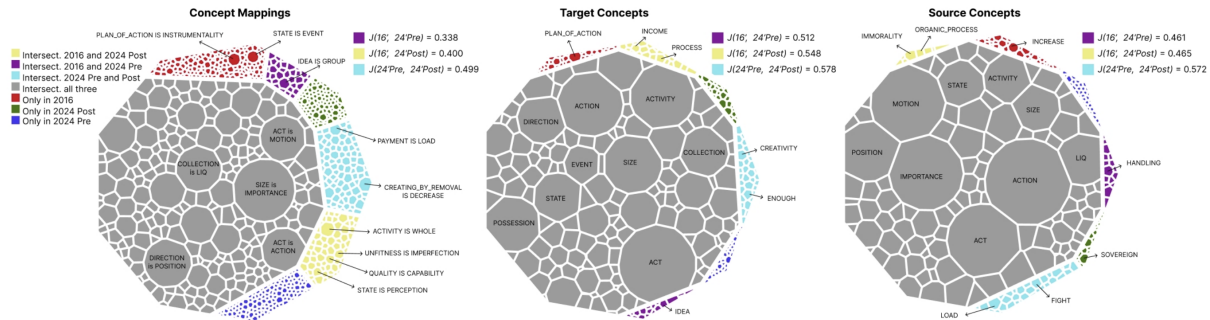 Concept Mappings
PLAN_OF_ACTION IS INSTRUMENTALITY
STATE IS EVENT
IDEA IS GROUP
Intersect. 2016 and 2024 Post
Intersect. 2016 and 2024 Pre
Intersect. 2024 Pre and Post
Intersect. all three
Only in 2016
Only in 2024 Post
Only in 2024 Pre
J(16', 24'Pre) = 0.338
J(16', 24'Post) = 0.400
J(24'Pre, 24'Post) = 0.499
ACT is
MOTION
COLLECTION
is LIQ
SIZE is
IMPORTANCE
ACT is
ACTION
DIRECTION
is POSITION
PAYMENT IS LOAD
CREATING_BY_REMOVAL
IS DECREASE
ACTIVITY IS WHOLE
UNFITNESS IS IMPERFECTION
QUALITY IS CAPABILITY
STATE IS PERCEPTION
Target Concepts
PLAN_OF_ACTION
INCOME
PROCESS
J(16', 24'Pre) = 0.512
J(16', 24'Post) = 0.548
J(24'Pre, 24'Post) = 0.578
ACTION
ACTIVITY
DIRECTION
COLLECTION
EVENT
SIZE
STATE
POSSESSION
ACT
CREATIVITY
ENOUGH
IDEA
Source Concepts
IMMORALITY
ORGANIC_PROCESS
INCREASE
J(16', 24'Pre) = 0.461
J(16', 24'Post) = 0.465
J(24'Pre, 24'Post) = 0.572
STATE
ACTIVITY
MOTION
SIZE
POSITION
LIQ
IMPORTANCE
ACTION
ACT
HANDLING
SOVEREIGN
FIGHT
LOAD